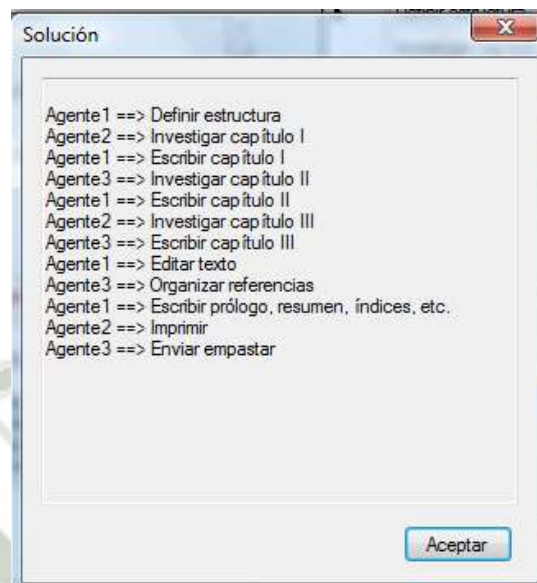 Solución
Agente1 ==> Definir estructura
Agente2 ==> Investigar capítulo I
Agente1 ==> Escribir capítulo I
Agente3 ==> Investigar capítulo II
Agente1 ==> Escribir capítulo II
Agente2 ==> Investigar capítulo III
Agente3 ==> Escribir capítulo III
Agente1 ==> Editar texto
Agente3 ==> Organizar referencias
Agente1 ==> Escribir prólogo, resumen, índices, etc.
Agente2 ==> Imprimir
Agente3 ==> Enviar empastar
Aceptar